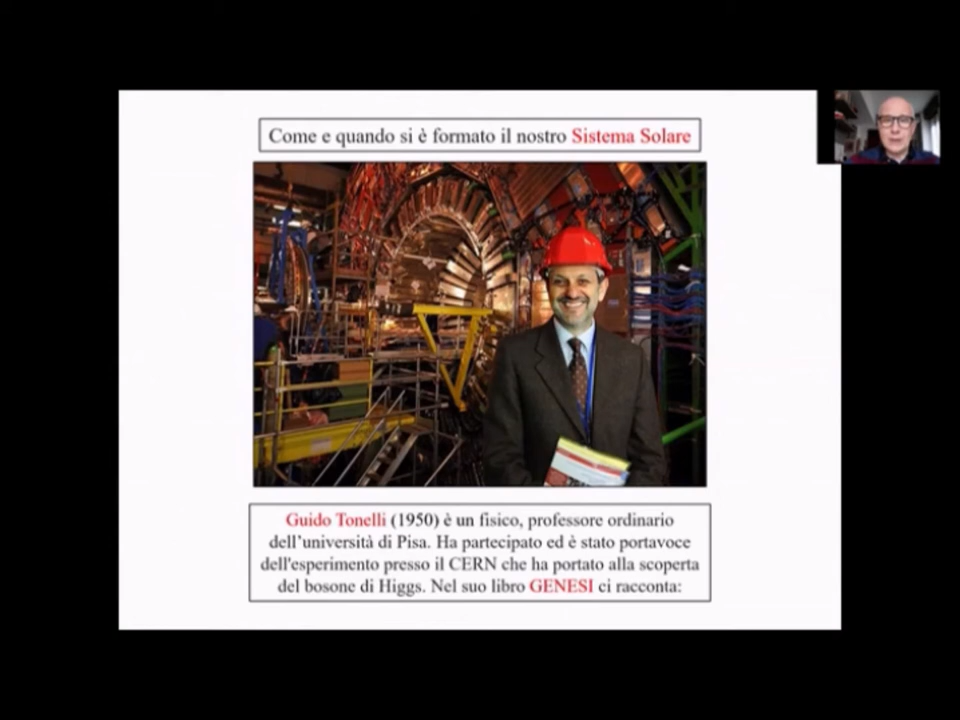 Come e quando si è formato il nostro Sistema Solare
Guido Tonelli (1950) è un fisico, professore ordinario
dell’università di Pisa. Ha partecipato ed è stato portavoce
dell'esperimento presso il CERN che ha portato alla scoperta
del bosone di Higgs. Nel suo libro GENESI ci racconta: